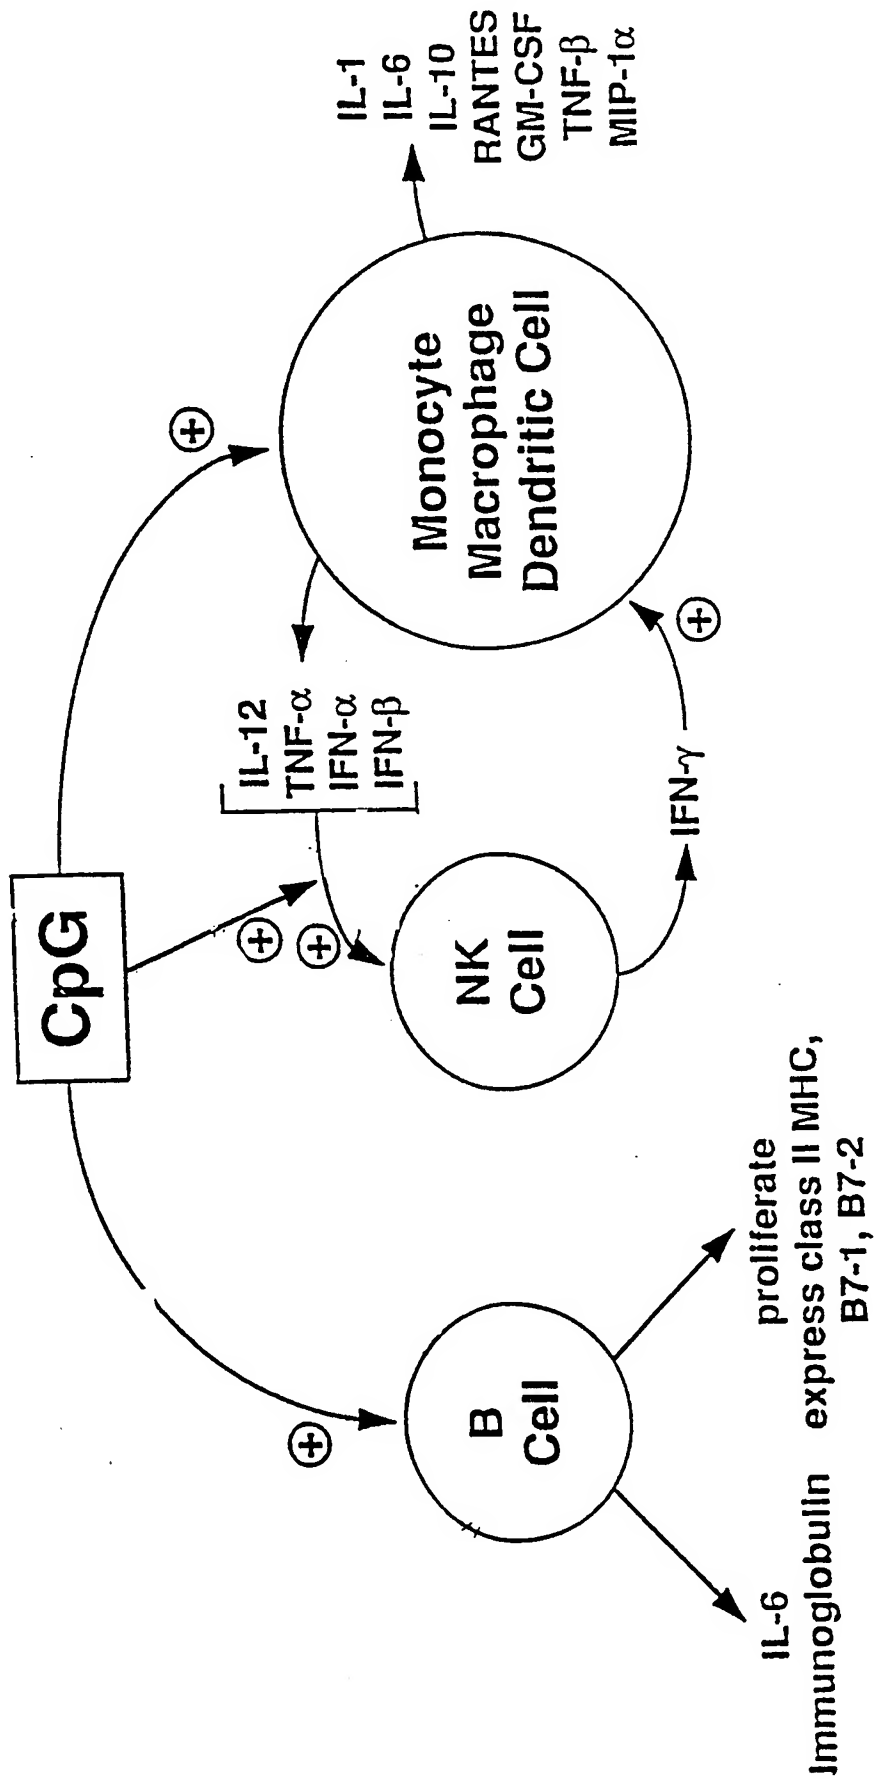 CpG
+
+
+
+
+
B
Cell
NK
Cell
Monocyte
Macrophage
Dendritic Cell
IL-12
TNF-α
IFN-α
IFN-β
IFN-γ
IL-1
IL-6
IL-10
RANTES
GM-CSF
TNF-β
MIP-1α
IL-6
Immunoglobulin
proliferate
express class II MHC,
B7-1, B7-2